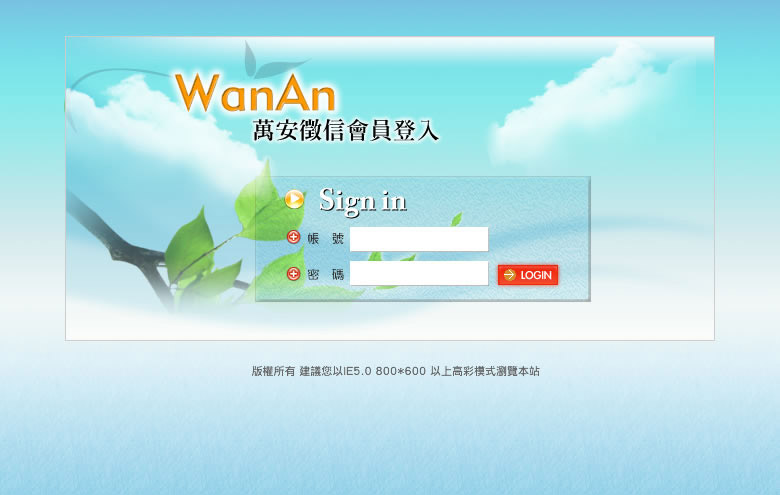 WanAn
萬安徵信會員登入
Sign in
帳 號
密 碼
LOGIN
版權所有 建議您以IE5.0 800*600 以上高彩模式瀏覽本站